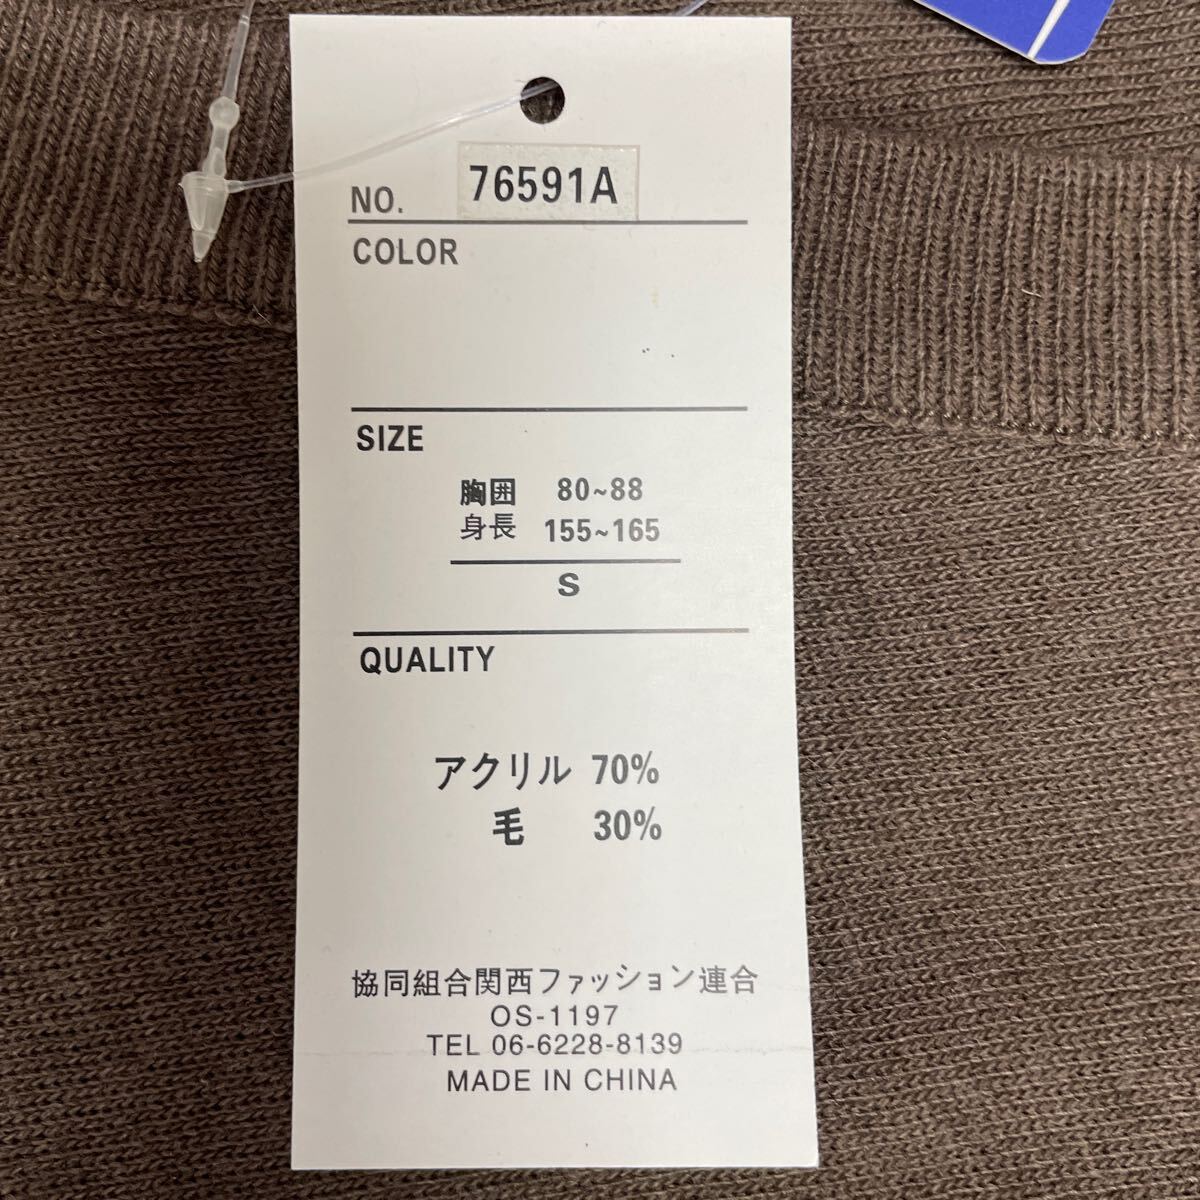 NO. 76591A
COLOR
SIZE
胸囲 80~88
身長 155~165
S
QUALITY
アクリル 70%
毛 30%
協同組合関西ファッション連合
OS-1197
TEL 06-6228-8139
MADE IN CHINA